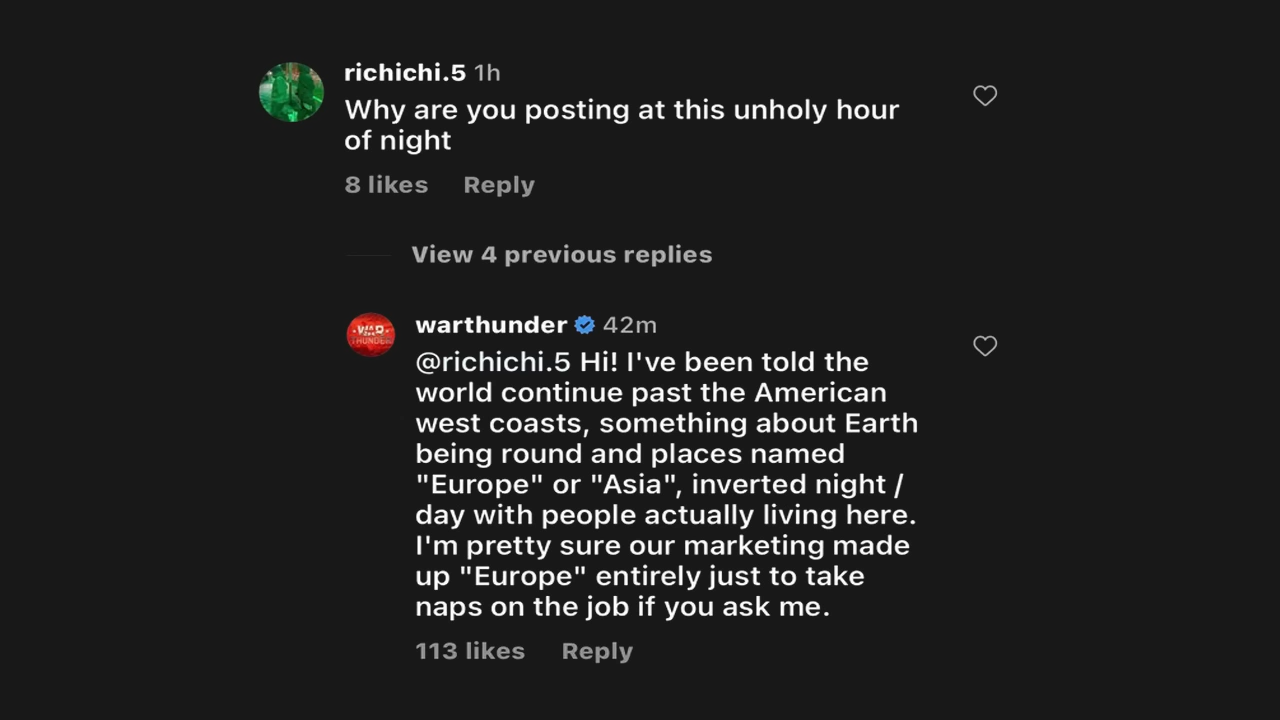 richichi.5 1h
Why are you posting at this unholy hour
of night
8 likes Reply
View 4 previous replies
WAR
THUNDER
warthunder 42m
@richichi.5 Hi! I've been told the
world continue past the American
west coasts, something about Earth
being round and places named
"Europe" or "Asia", inverted night /
day with people actually living here.
I'm pretty sure our marketing made
up "Europe" entirely just to take
naps on the job if you ask me.
113 likes Reply